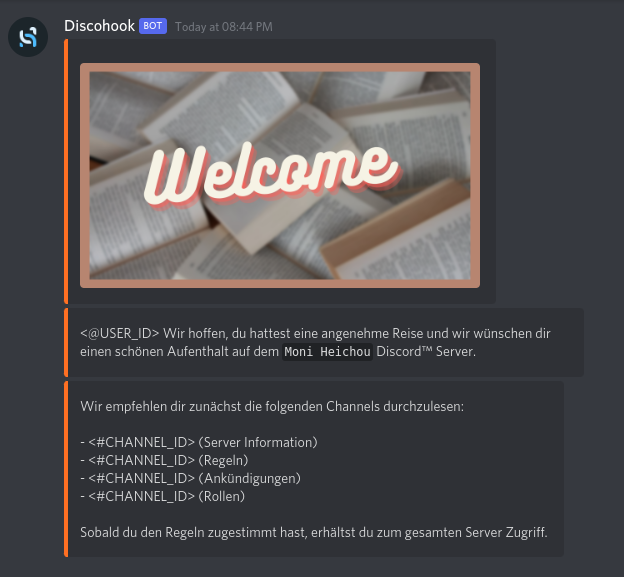 Discohook BOT Today at 08:44 PM
Welcome
<@USER_ID> Wir hoffen, du hattest eine angenehme Reise und wir wünschen dir
einen schönen Aufenthalt auf dem Moni Heichou Discord™ Server.
Wir empfehlen dir zunächst die folgenden Channels durchzulesen:
- <#CHANNEL_ID> (Server Information)
- <#CHANNEL_ID> (Regeln)
- <#CHANNEL_ID> (Ankündigungen)
- <#CHANNEL_ID> (Rollen)
Sobald du den Regeln zugestimmt hast, erhältst du zum gesamten Server Zugriff.